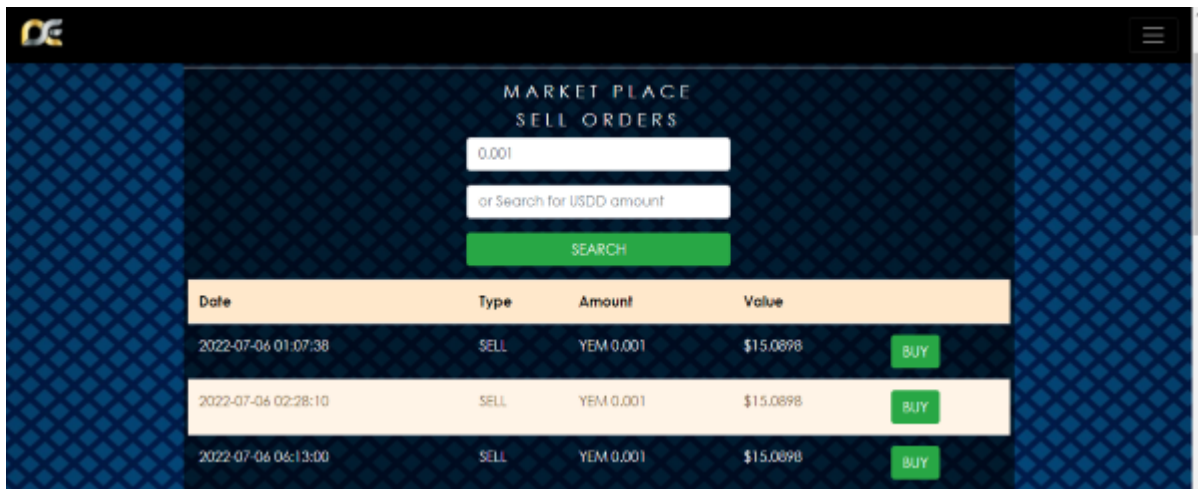 DE
MARKET PLACE
SELL ORDERS
0.001
or Search for USDD amount
SEARCH
Date Type Amount Value
2022-07-06 01:07:38 SELL YEM 0.001 $15.0898 BUY
2022-07-06 02:28:10 SELL YEM 0.001 $15.0898 BUY
2022-07-06 06:13:00 SELL YEM 0.001 $15.0898 BUY